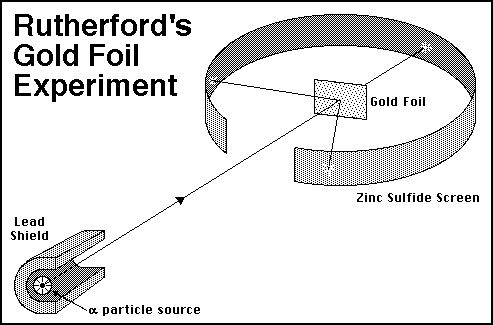 Rutherford's
Gold Foil
Experiment
Gold Foil
Zinc Sulfide Screen
Lead
Shield
α particle source